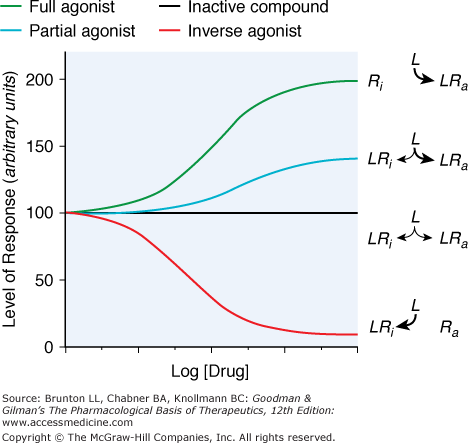 Full agonist
Inactive compound
Partial agonist
Inverse agonist
Level of Response (arbitrary units)
200
150
100
50
0
Log [Drug]
L
Ri LRa
L
LRi LRa
L
LRi LRa
L
LRi Ra
Source: Brunton LL, Chabner BA, Knollmann BC: Goodman &
Gilman's The Pharmacological Basis of Therapeutics, 12th Edition:
www.accessmedicine.com
Copyright © The McGraw-Hill Companies, Inc. All rights reserved.